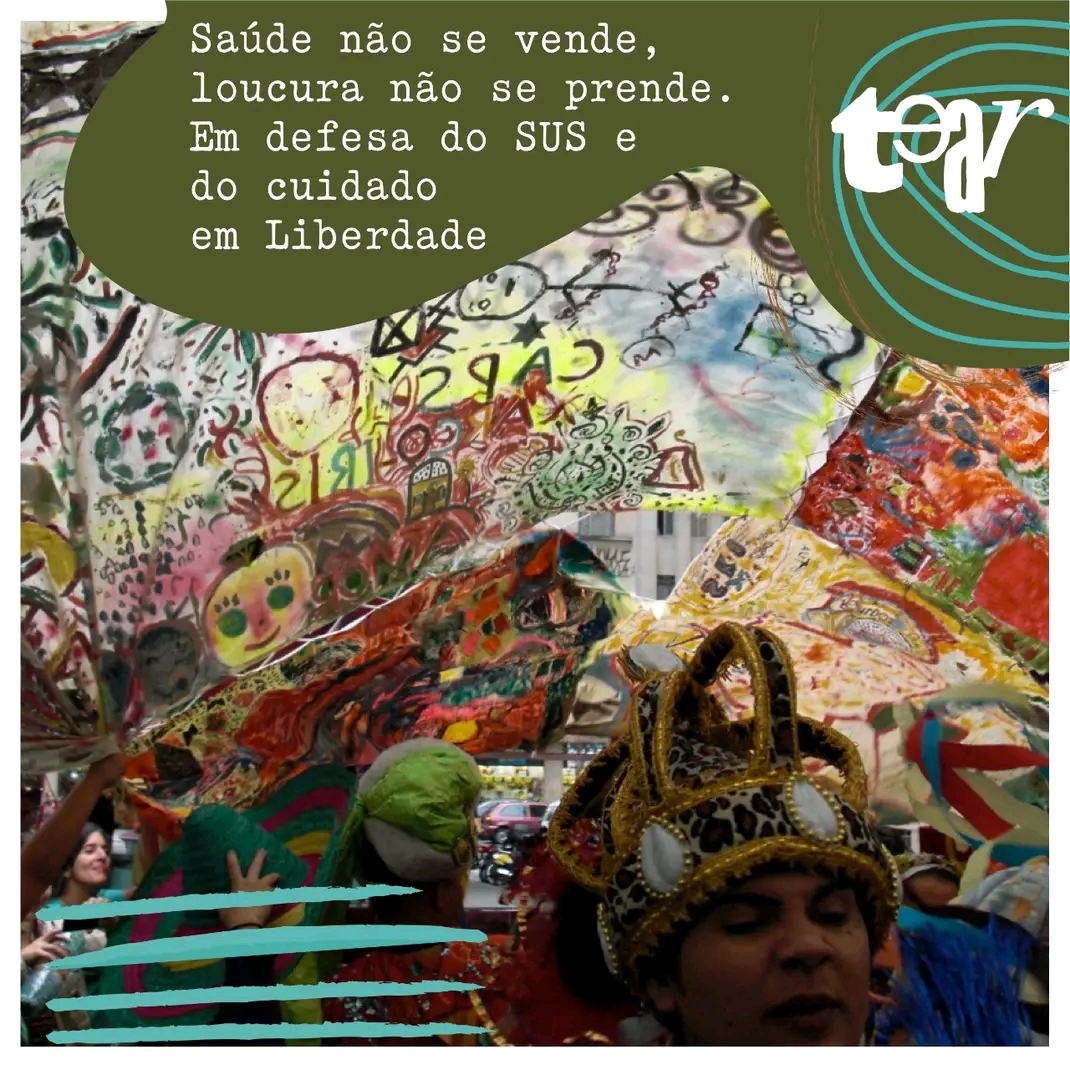 Saúde não se vende,
loucura não se prende.
Em defesa do SUS e
do cuidado
em Liberdade
tear
CAPS
IRIS